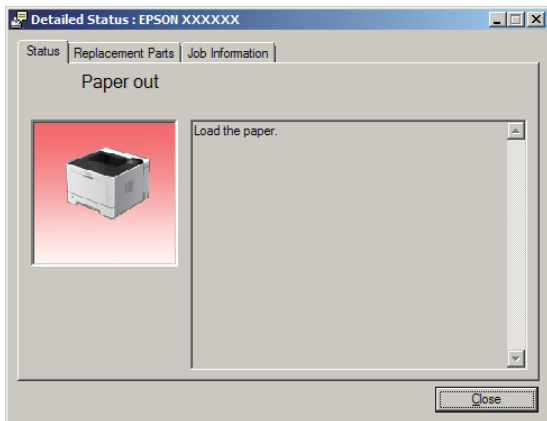 Detailed Status : EPSON XXXXXX
Status Replacement Parts Job Information
Paper out
Load the paper.
Close